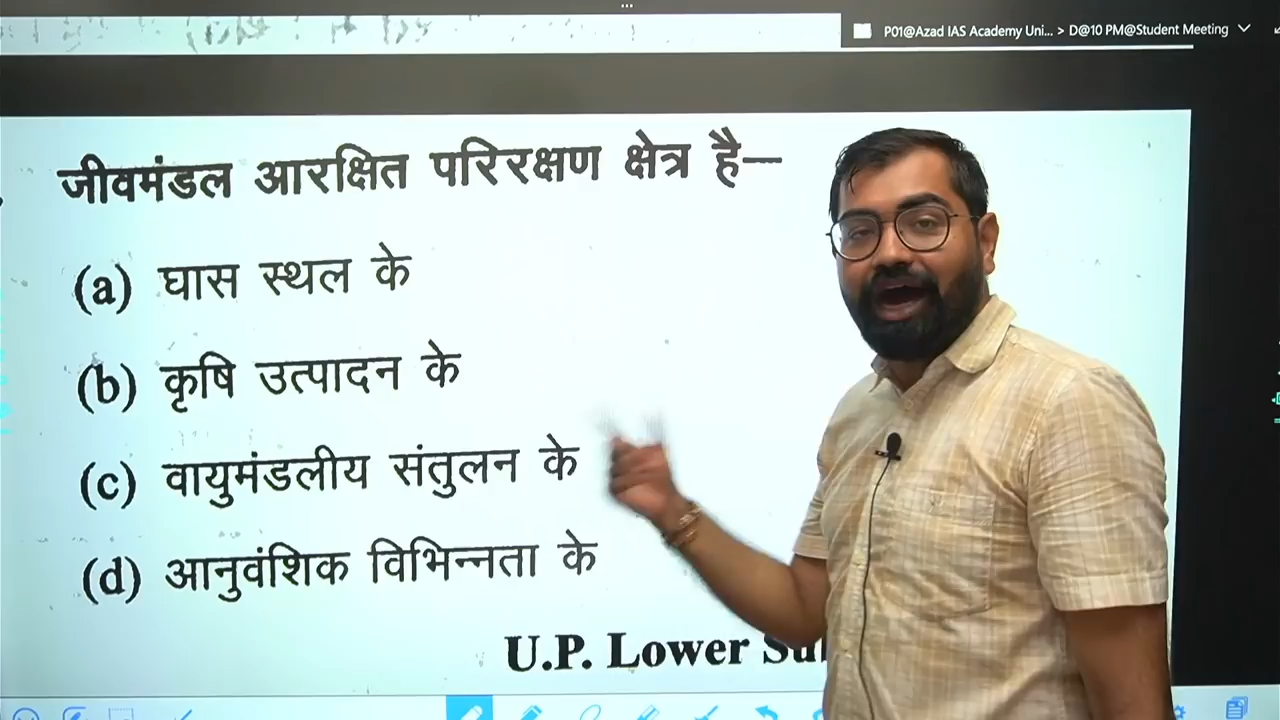 P01@Azad IAS Academy Uni... > D@10 PM@Student Meeting
जीवमंडल आरक्षित परिरक्षण क्षेत्र है—
(a) घास स्थल के
(b) कृषि उत्पादन के
(c) वायुमंडलीय संतुलन के
(d) आनुवंशिक विभिन्नता के
U.P. Lower